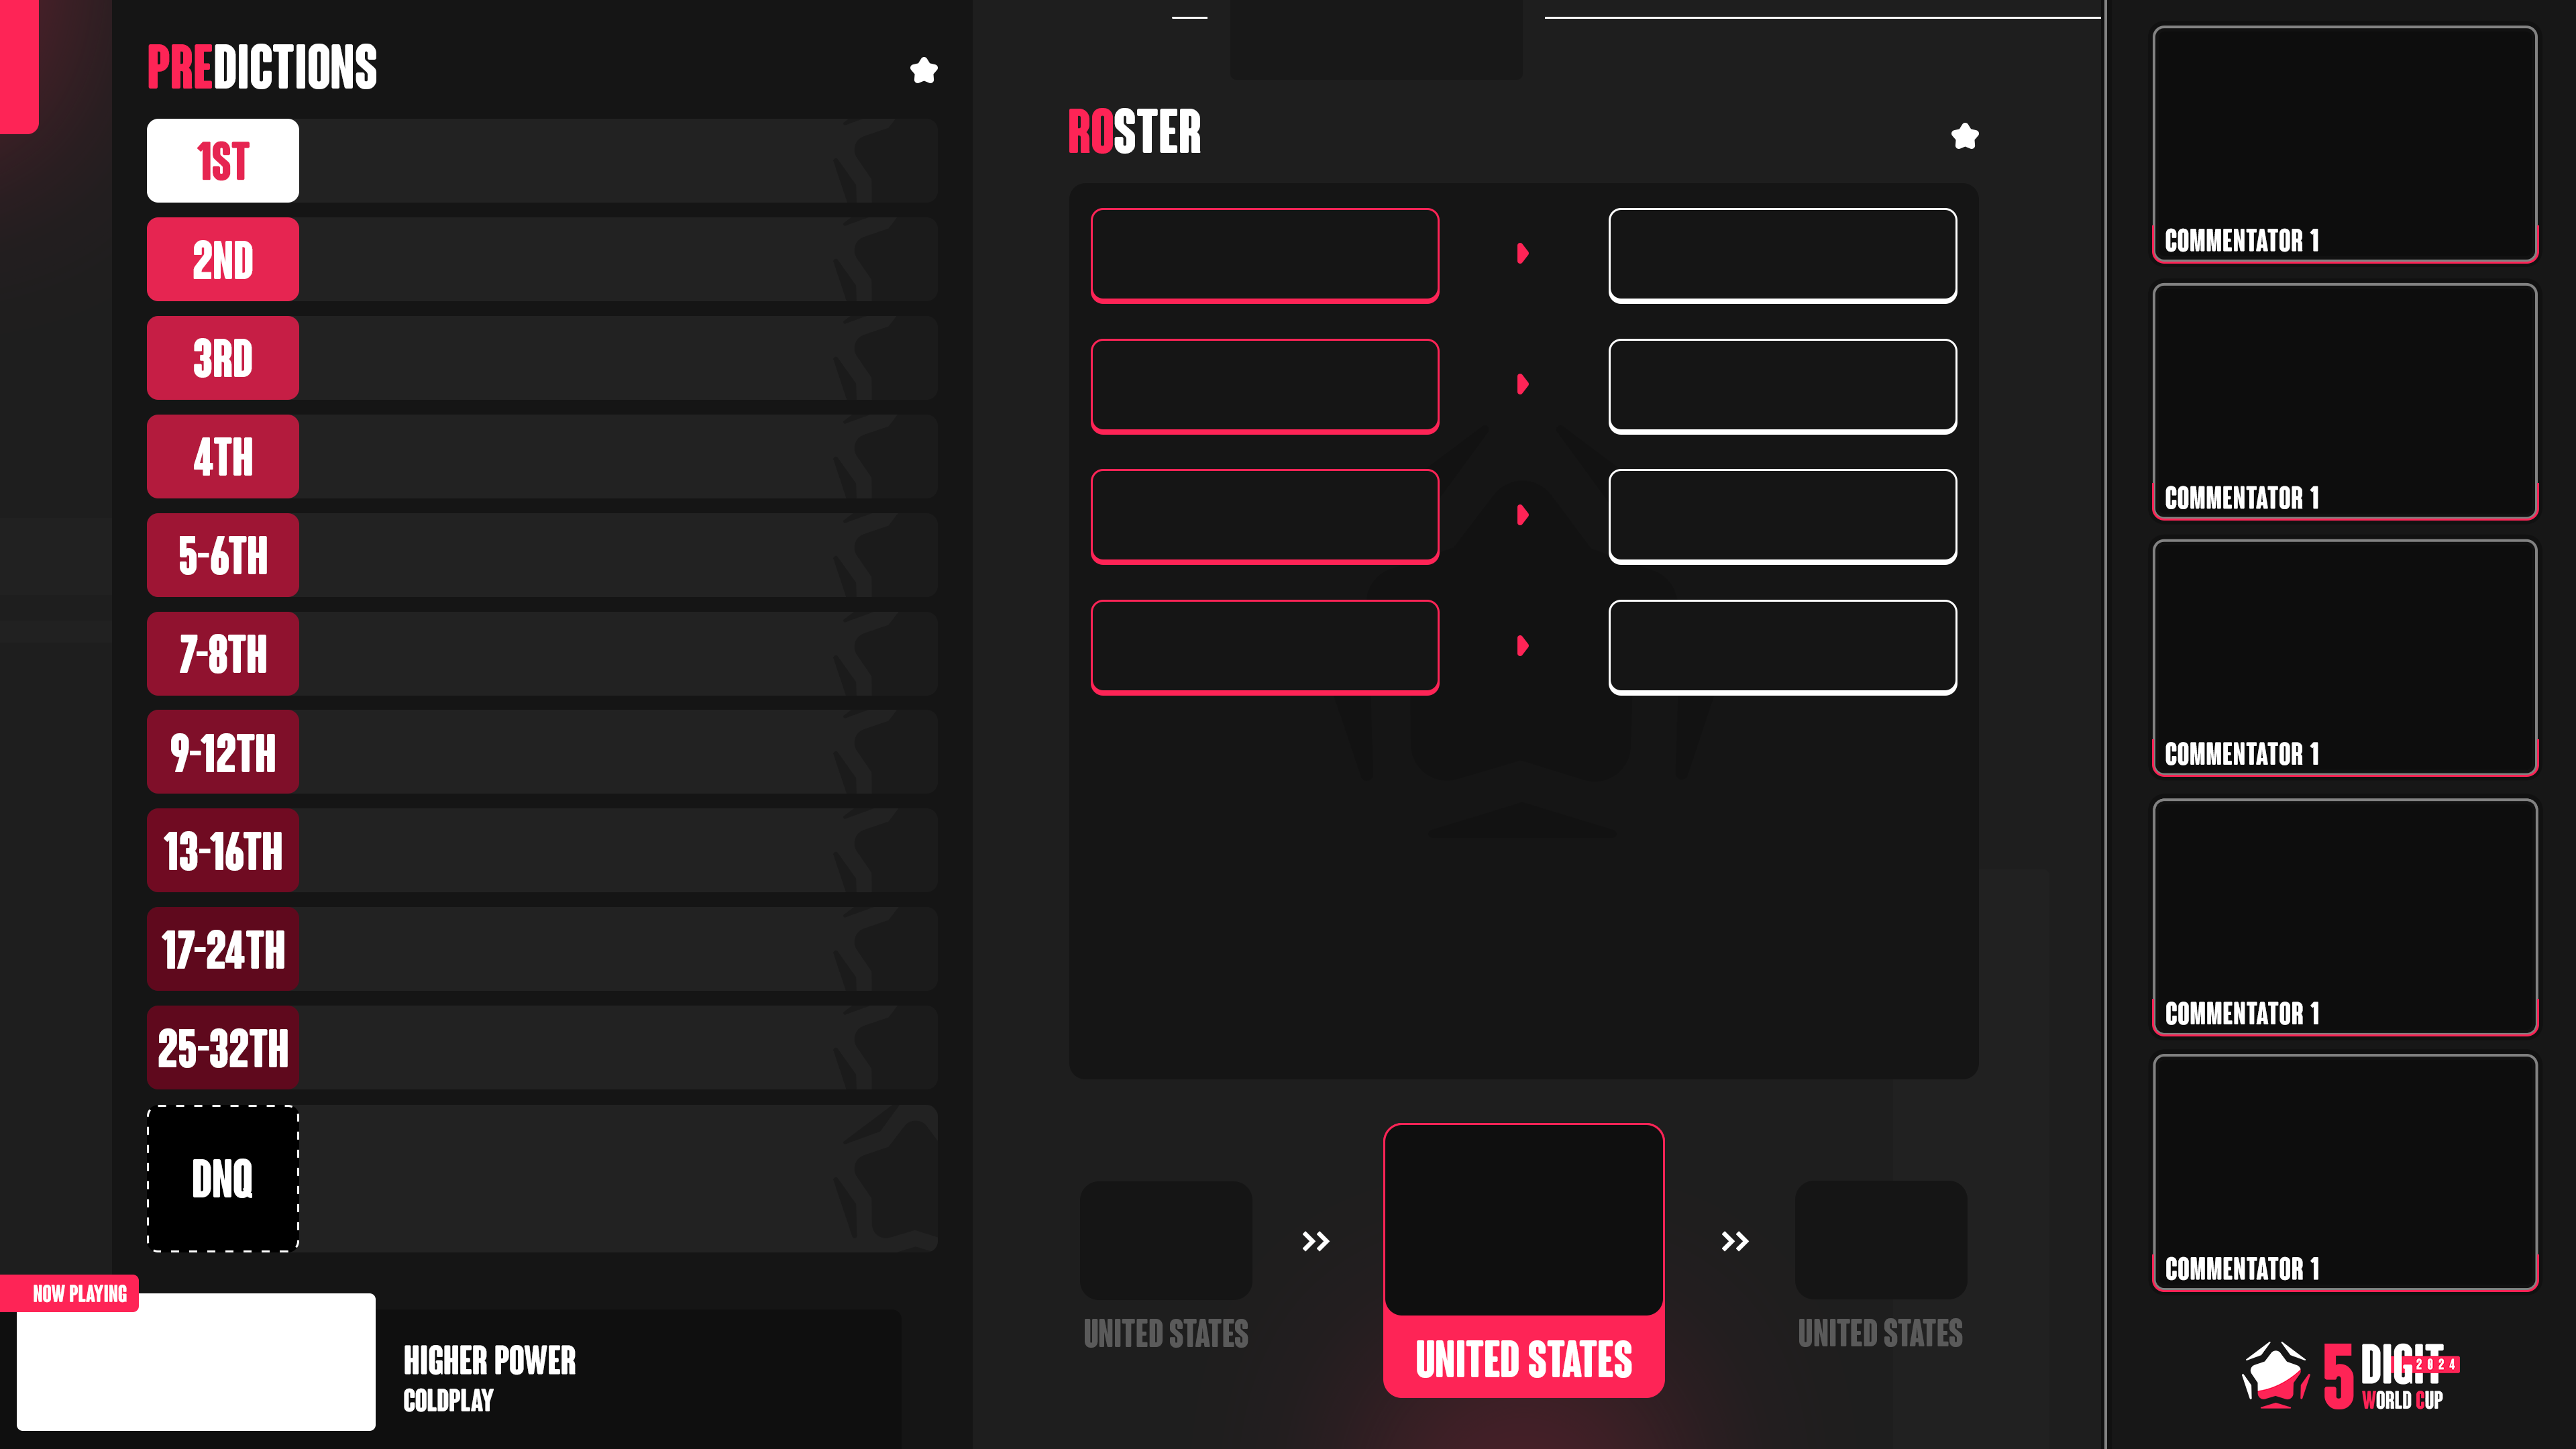 PREDICTIONS
1ST
2ND
3RD
4TH
5-6TH
7-8TH
9-12TH
13-16TH
17-24TH
25-32TH
DNQ
NOW PLAYING
HIGHER POWER
COLDPLAY
ROSTER
UNITED STATES
UNITED STATES
UNITED STATES
COMMENTATOR 1
COMMENTATOR 1
COMMENTATOR 1
COMMENTATOR 1
COMMENTATOR 1
5 DIGIT
2024
WORLD CUP